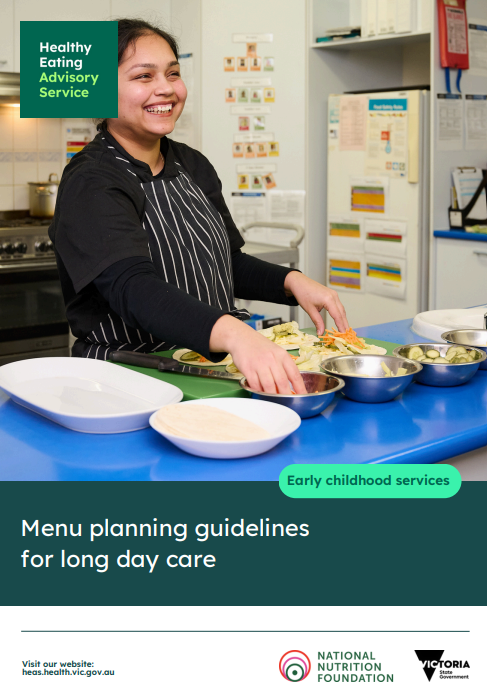 Healthy
Eating
Advisory
Service
Early childhood services
Menu planning guidelines
for long day care
Visit our website:
heas.health.vic.gov.au
NATIONAL
NUTRITION
FOUNDATION
VICTORIA
State
Government